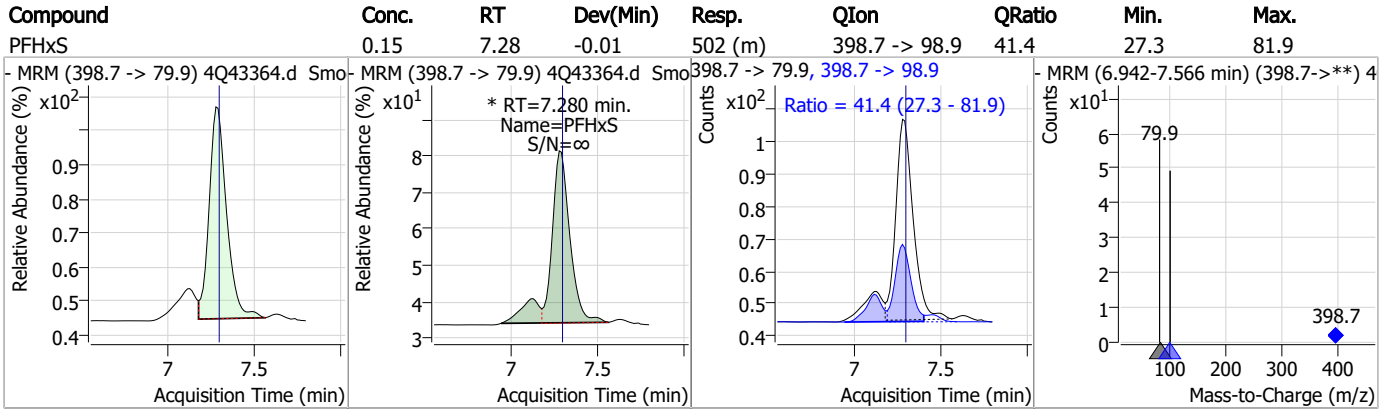 Compound Conc. RT Dev(Min) Resp. QIon QRatio Min. Max.
PFHxS 0.15 7.28 -0.01 502 (m) 398.7 -> 98.9 41.4 27.3 81.9
- MRM (398.7 -> 79.9) 4Q43364.d Smo
x10²
Relative Abundance (%)
0.9
0.8
0.7
0.6
0.5
0.4
7 7.5
Acquisition Time (min)
- MRM (398.7 -> 79.9) 4Q43364.d Smo
x10¹
* RT=7.280 min.
Name=PFHxS
S/N=∞
Relative Abundance (%)
8
7
6
5
4
3
7 7.5
Acquisition Time (min)
398.7 -> 79.9, 398.7 -> 98.9
x10²
Ratio = 41.4 (27.3 - 81.9)
Counts
1
0.9
0.8
0.7
0.6
0.5
0.4
7 7.5
Acquisition Time (min)
- MRM (6.942-7.566 min) (398.7->**) 4
x10¹
Counts
79.9
398.7
6
5
4
3
2
1
0
100 200 300 400
Mass-to-Charge (m/z)